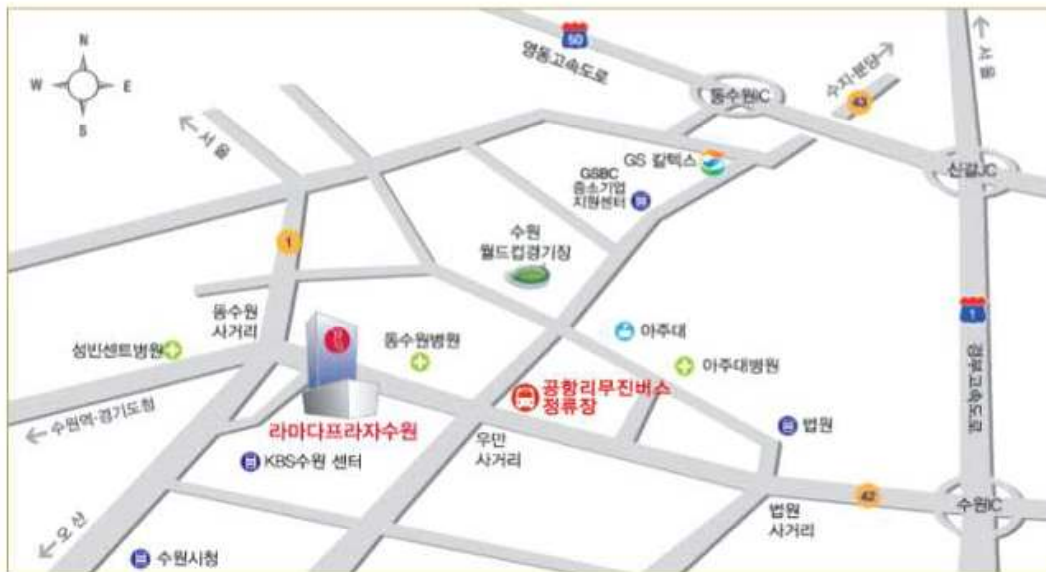 N
W
E
S
50
영동고속도로
서울
서울
수지·분당
43
동수원IC
GS 칼텍스
GSBC
중소기업
지원센터
신갈JC
수원
월드컵경기장
1
동수원
사거리
성빈센트병원
동수원병원
아주대
아주대병원
1
경부고속도로
수원역·경기도청
라마다프라자수원
공항리무진버스
정류장
우만
사거리
법원
KBS수원 센터
42
법원
사거리
수원IC
오산
수원시청